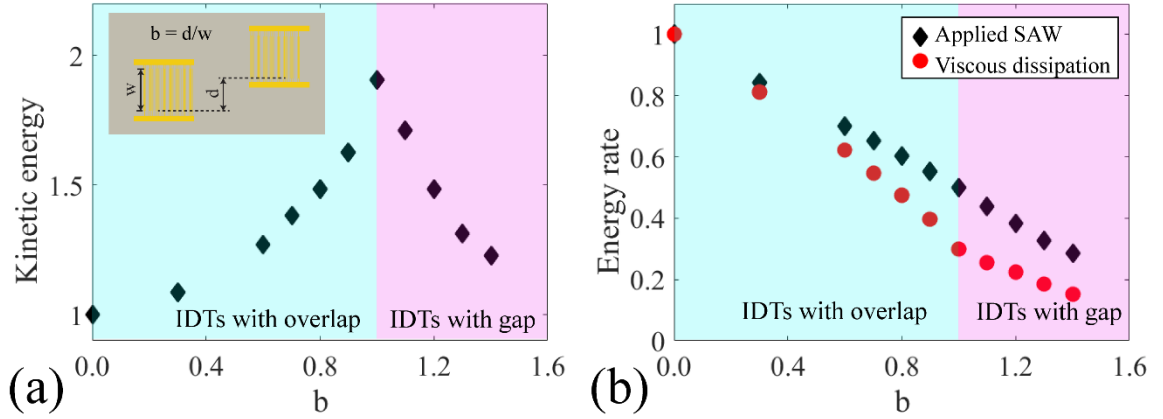 b = d/w
w
d
2
1.5
1
Kinetic energy
IDTs with overlap
IDTs with gap
0.0 0.4 0.8 1.2 1.6
b
(a)
Applied SAW
Viscous dissipation
1
0.8
0.6
0.4
0.2
0
Energy rate
IDTs with overlap
IDTs with gap
0.0 0.4 0.8 1.2 1.6
b
(b)